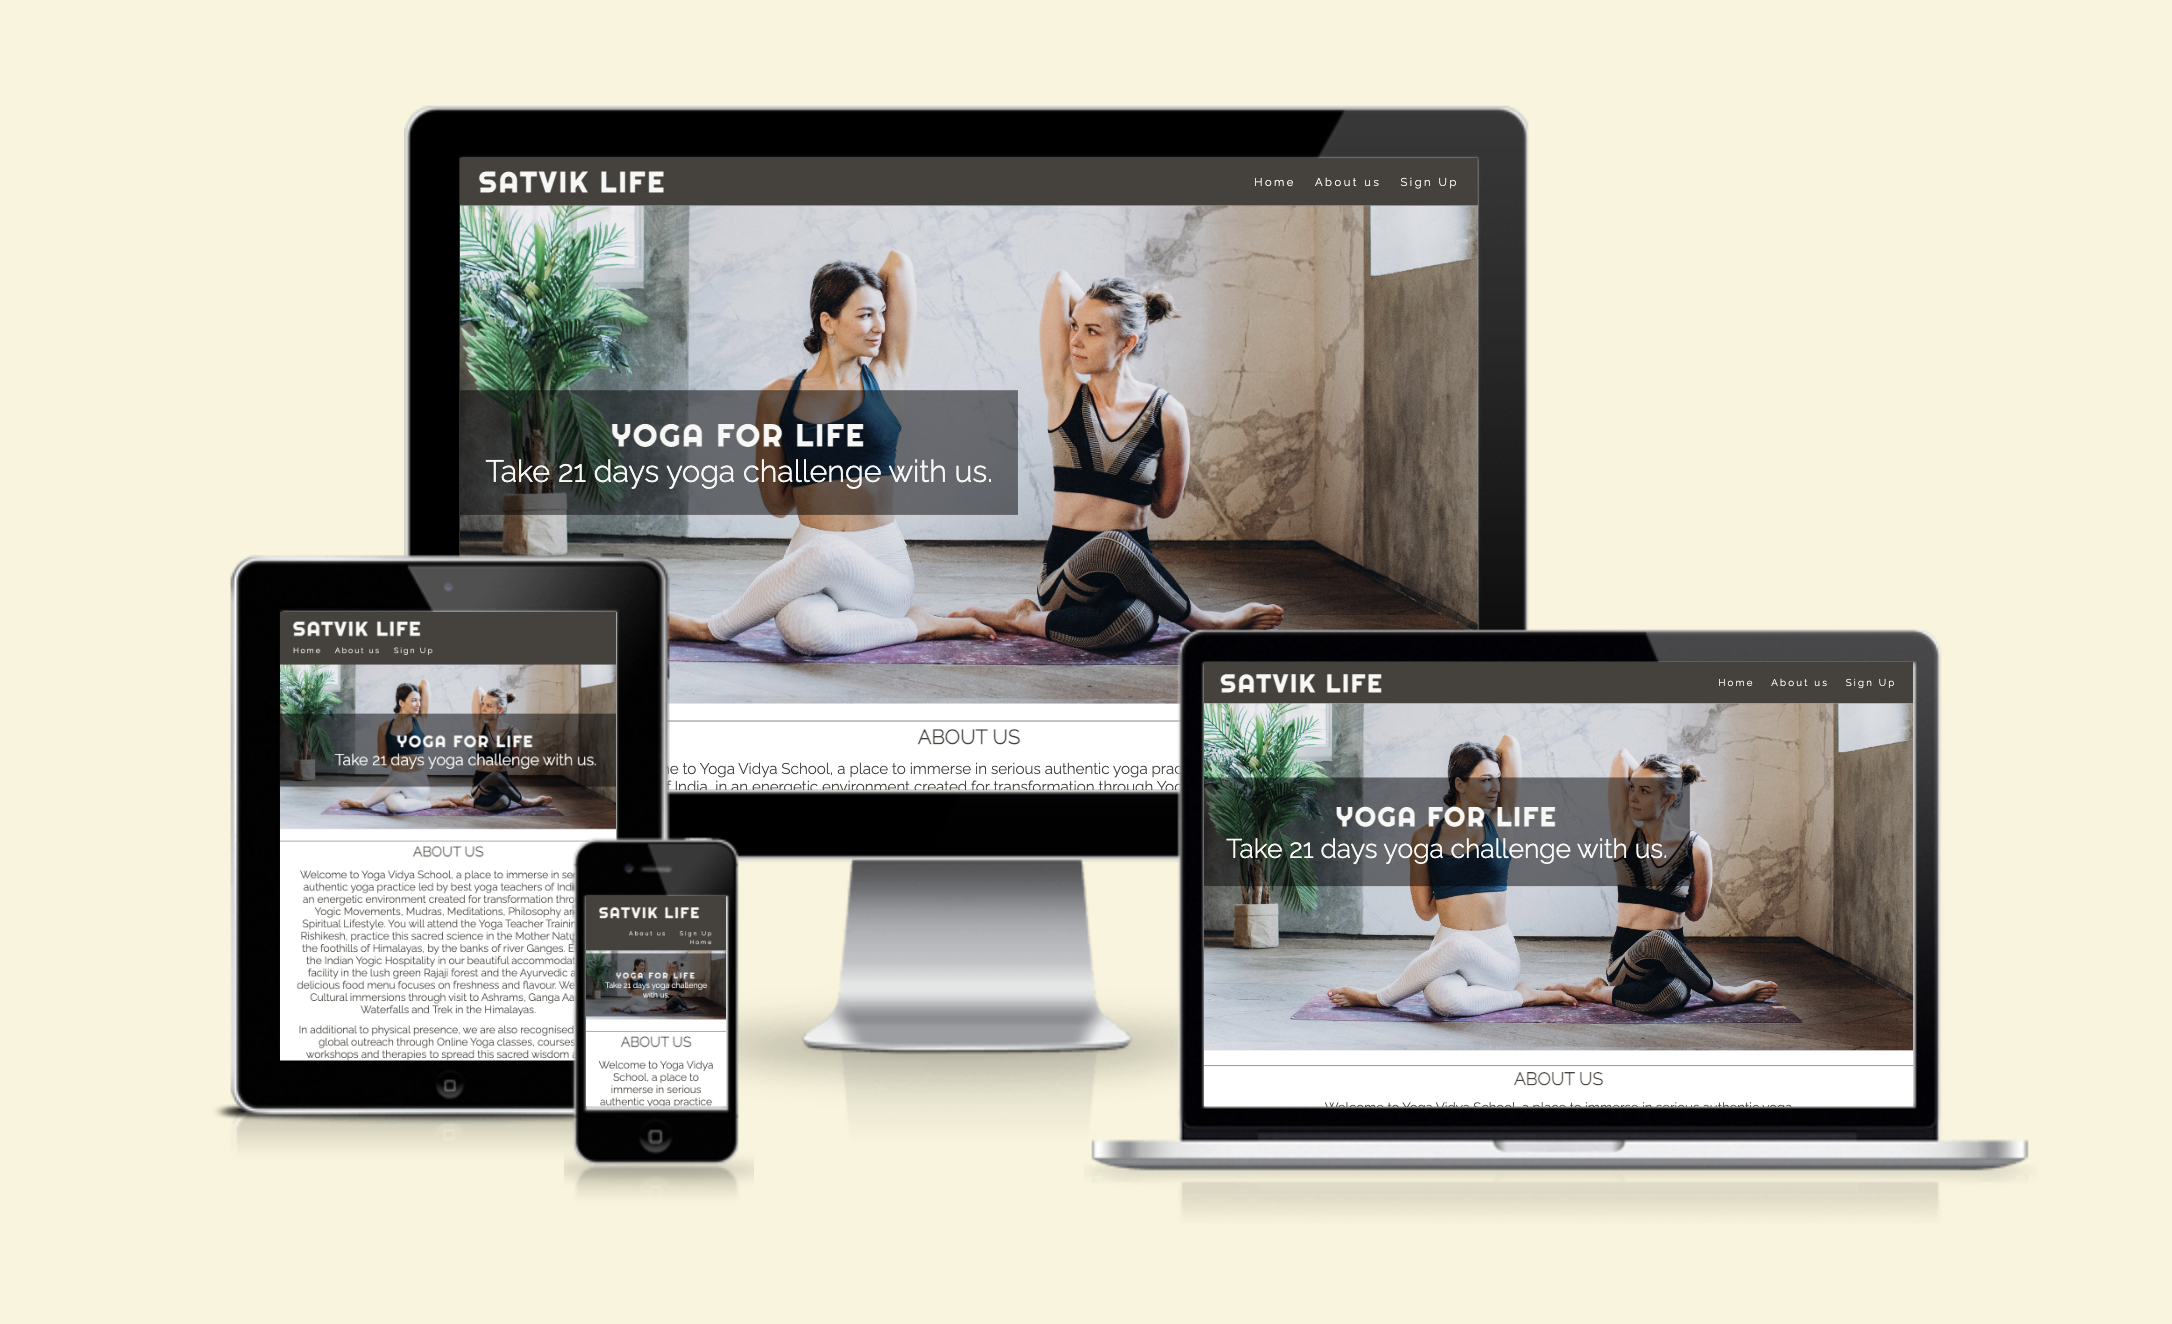 SATVIK LIFE
Home About us Sign Up
YOGA FOR LIFE
Take 21 days yoga challenge with us.
ABOUT US
to Yoga Vidya School, a place to immerse in serious authentic yoga
India, in an energetic environment created for transformation through
SATVIK LIFE
Home About us Sign Up
YOGA FOR LIFE
Take 21 days yoga challenge with us.
ABOUT US
Welcome to Yoga Vidya School, a place to immerse in
authentic yoga practice led by best yoga teachers of
an energetic environment created for transformation
Yogic Movements, Mudras, Meditations, Philosophy
Spiritual Lifestyle. You will attend the Yoga Teacher
Rishikesh, practice this sacred science in the Mother
the foothills of Himalayas, by the banks of river Ganges.
the Indian Yogic Hospitality in our beautiful
facility in the lush green Rajaji forest and the Ayurvedic
delicious food menu focuses on freshness and flavour. We
Cultural immersions through visit to Ashrams, Ganga
Waterfalls and Trek in the Himalayas.
In additional to physical presence, we are also recognised
global outreach through Online Yoga classes, courses
workshops and therapies to spread this sacred wisdom
SATVIK LIFE
About us Sign Up
Home
YOGA FOR LIFE
Take 21 days yoga challenge
with us.
ABOUT US
Welcome to Yoga Vidya
School, a place to
immerse in serious
authentic yoga practice
SATVIK LIFE
Home About us Sign Up
YOGA FOR LIFE
Take 21 days yoga challenge with us.
ABOUT US
Welcome to Yoga Vidya School, a place to immerse in serious authentic yoga